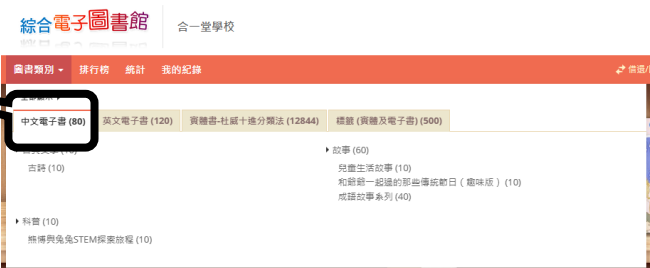 綜合電子圖書館
合一堂學校
圖書類別 排行榜 統計 我的紀錄
借還/
中文電子書 (80) 英文電子書 (120) 實體書-杜威十進分類法 (12844) 標籤 (實體及電子書) (500)
故事 (60)
古詩 (10) 兒童生活故事 (10)
和爺爺一起過的那些傳統節日（趣味版） (10)
成語故事系列 (40)
科普 (10)
熊博與兔兔STEM探索旅程 (10)